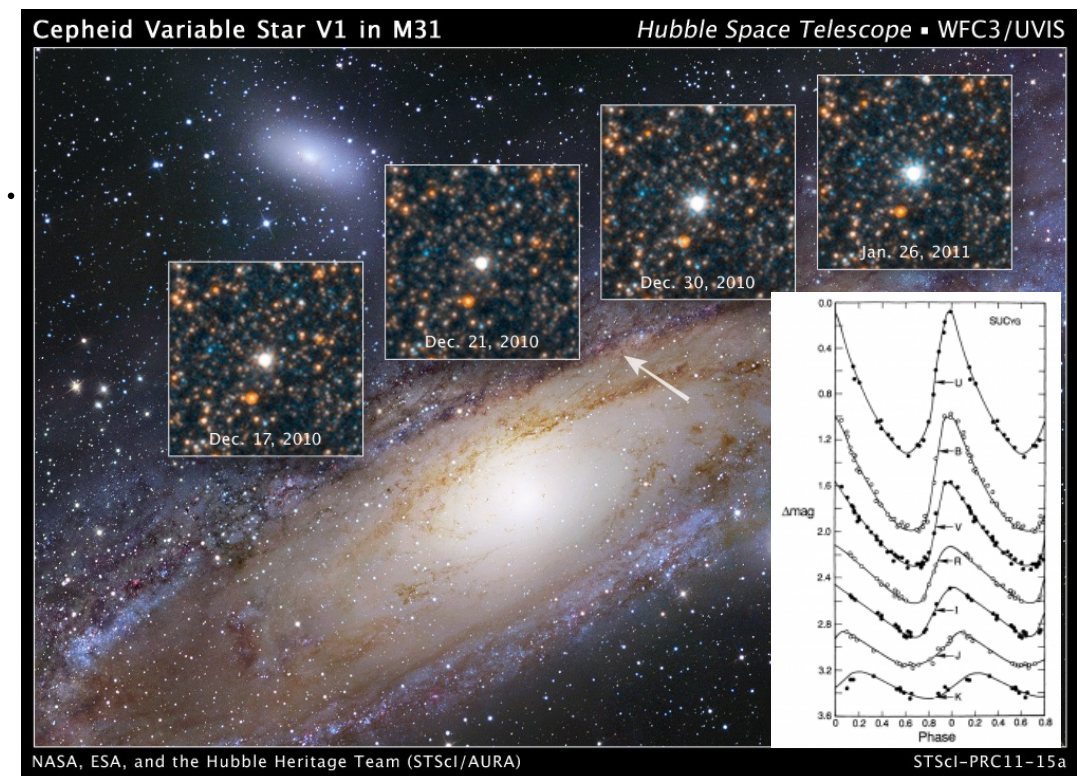 Cepheid Variable Star V1 in M31
Hubble Space Telescope ▪ WFC3/UVIS
Jan. 26, 2011
Dec. 30, 2010
Dec. 21, 2010
Dec. 17, 2010
SUCYG
0.0
0.4
0.8
1.2
1.6
2.0
2.4
2.8
3.2
3.6
Δmag
U
B
V
R
I
J
K
0 0.2 0.4 0.6 0.8 0 0.2 0.4 0.6 0.8
Phase
NASA, ESA, and the Hubble Heritage Team (STScI/AURA)
STScI-PRC11-15a